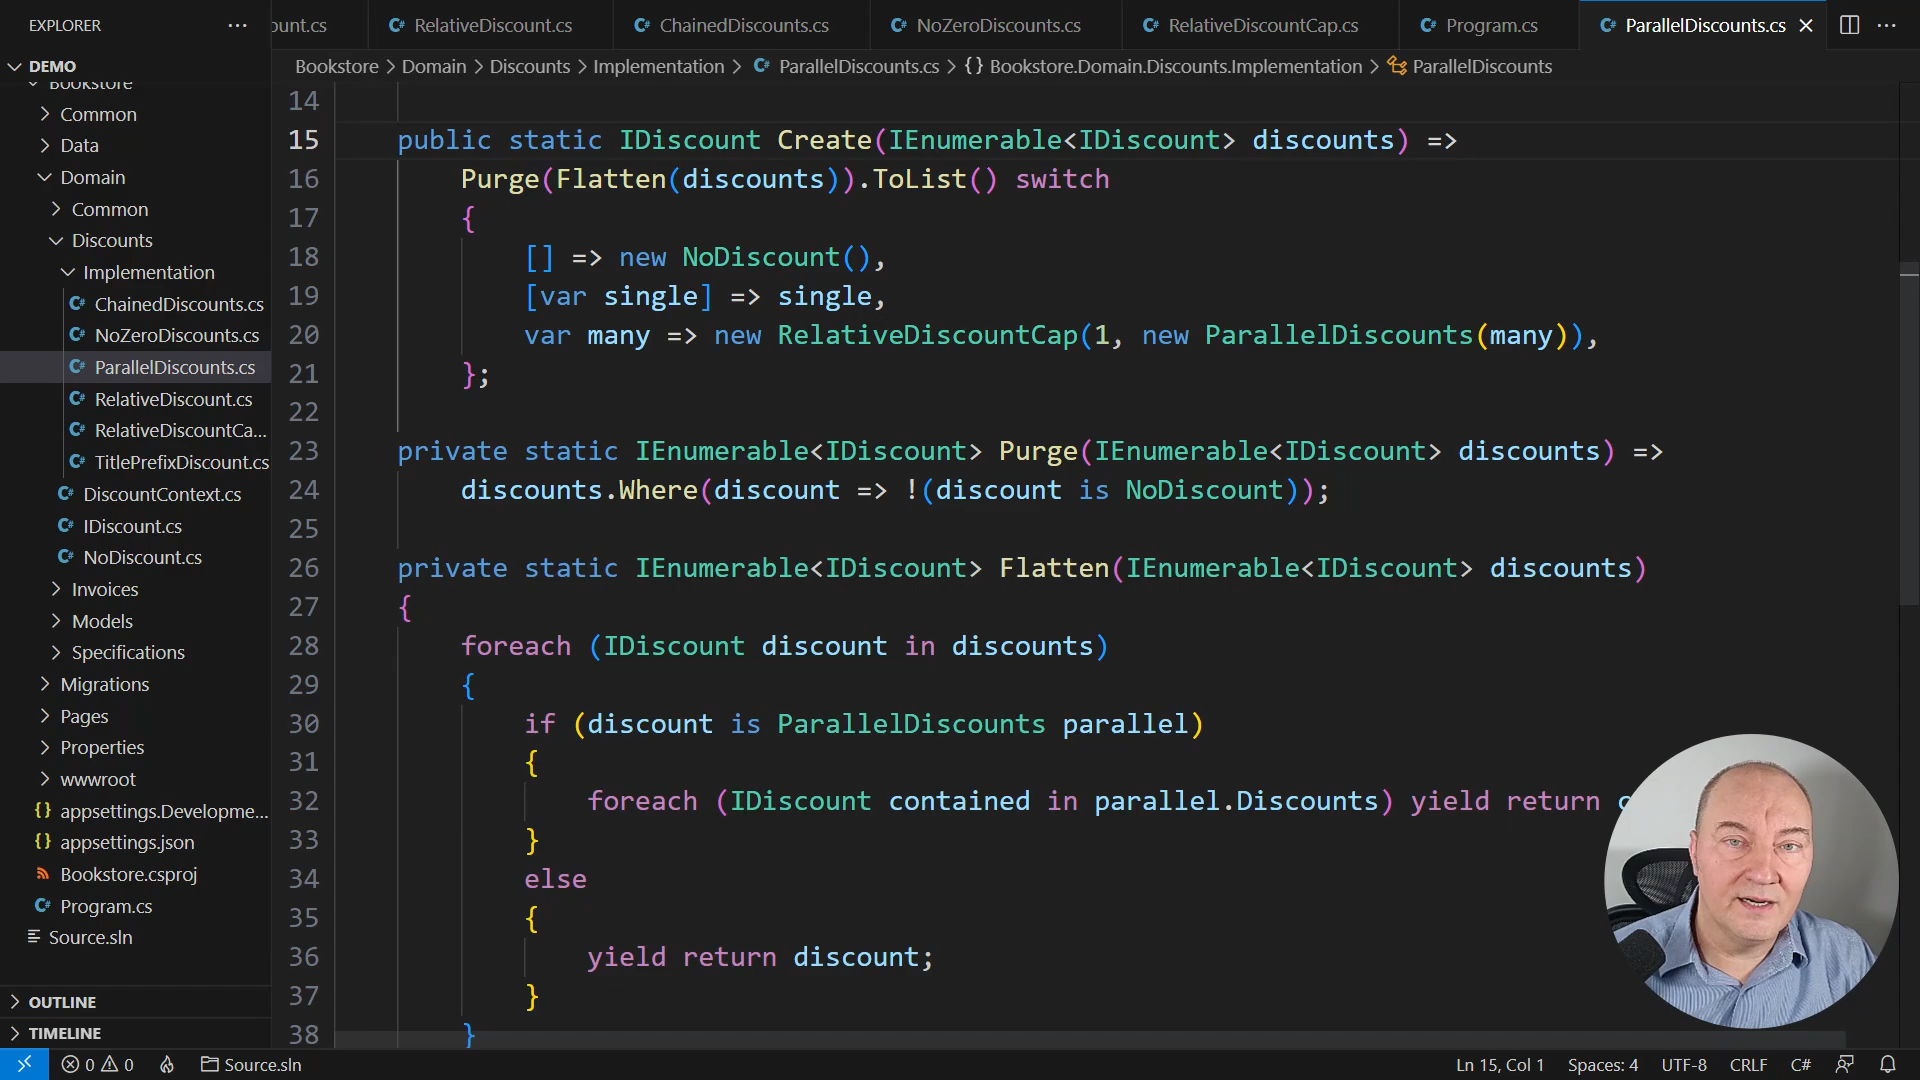 EXPLORER
ount.cs
RelativeDiscount.cs
ChainedDiscounts.cs
NoZeroDiscounts.cs
RelativeDiscountCap.cs
Program.cs
ParallelDiscounts.cs
Bookstore > Domain > Discounts > Implementation > ParallelDiscounts.cs > {} Bookstore.Domain.Discounts.Implementation > ParallelDiscounts
DEMO
Bookstore
Common
Data
Domain
Common
Discounts
Implementation
ChainedDiscounts.cs
NoZeroDiscounts.cs
ParallelDiscounts.cs
RelativeDiscount.cs
RelativeDiscountCa...
TitlePrefixDiscount.cs
DiscountContext.cs
IDiscount.cs
NoDiscount.cs
Invoices
Models
Specifications
Migrations
Pages
Properties
wwwroot
appsettings.Developme...
appsettings.json
Bookstore.csproj
Program.cs
Source.sln
OUTLINE
TIMELINE
14
15 public static IDiscount Create(IEnumerable<IDiscount> discounts) =>
16 Purge(Flatten(discounts)).ToList() switch
17 {
18 [] => new NoDiscount(),
19 [var single] => single,
20 var many => new RelativeDiscountCap(1, new ParallelDiscounts(many)),
21 };
22
23 private static IEnumerable<IDiscount> Purge(IEnumerable<IDiscount> discounts) =>
24 discounts.Where(discount => !(discount is NoDiscount));
25
26 private static IEnumerable<IDiscount> Flatten(IEnumerable<IDiscount> discounts)
27 {
28 foreach (IDiscount discount in discounts)
29 {
30 if (discount is ParallelDiscounts parallel)
31 {
32 foreach (IDiscount contained in parallel.Discounts) yield return
33 }
34 else
35 {
36 yield return discount;
37 }
38 }
0 0 Source.sln
Ln 15, Col 1 Spaces: 4 UTF-8 CRLF C#